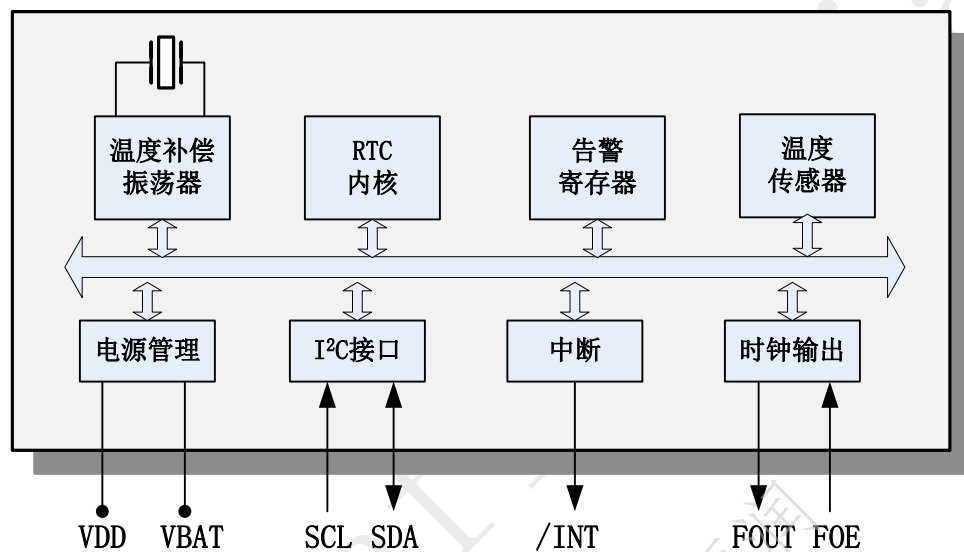 温度补偿
振荡器
RTC
内核
告警
寄存器
温度
传感器
电源管理
I²C接口
中断
时钟输出
VDD VBAT SCL SDA /INT FOUT FOE